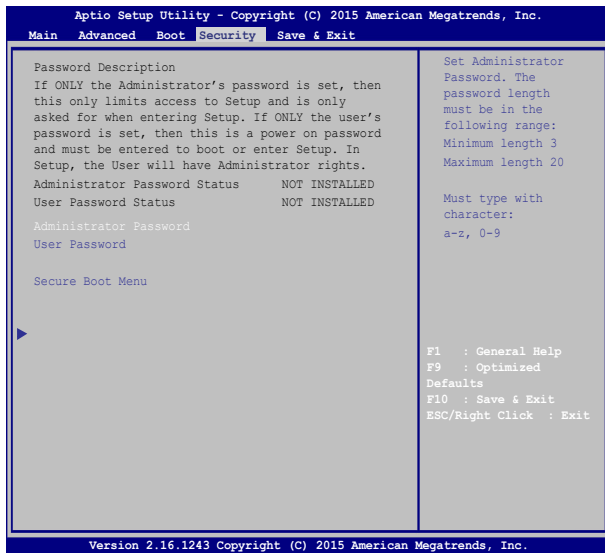 Aptio Setup Utility - Copyright (C) 2015 American Megatrends, Inc.
Main Advanced Boot Security Save & Exit
Password Description
If ONLY the Administrator's password is set, then
this only limits access to Setup and is only
asked for when entering Setup. If ONLY the user's
password is set, then this is a power on password
and must be entered to boot or enter Setup. In
Setup, the User will have Administrator rights.
Administrator Password Status NOT INSTALLED
User Password Status NOT INSTALLED
Administrator Password
User Password
Secure Boot Menu
Set Administrator
Password. The
password length
must be in the
following range:
Minimum length 3
Maximum length 20
Must type with
character:
a-z, 0-9
F1 : General Help
F9 : Optimized
Defaults
F10 : Save & Exit
ESC/Right Click : Exit
Version 2.16.1243 Copyright (C) 2015 American Megatrends, Inc.